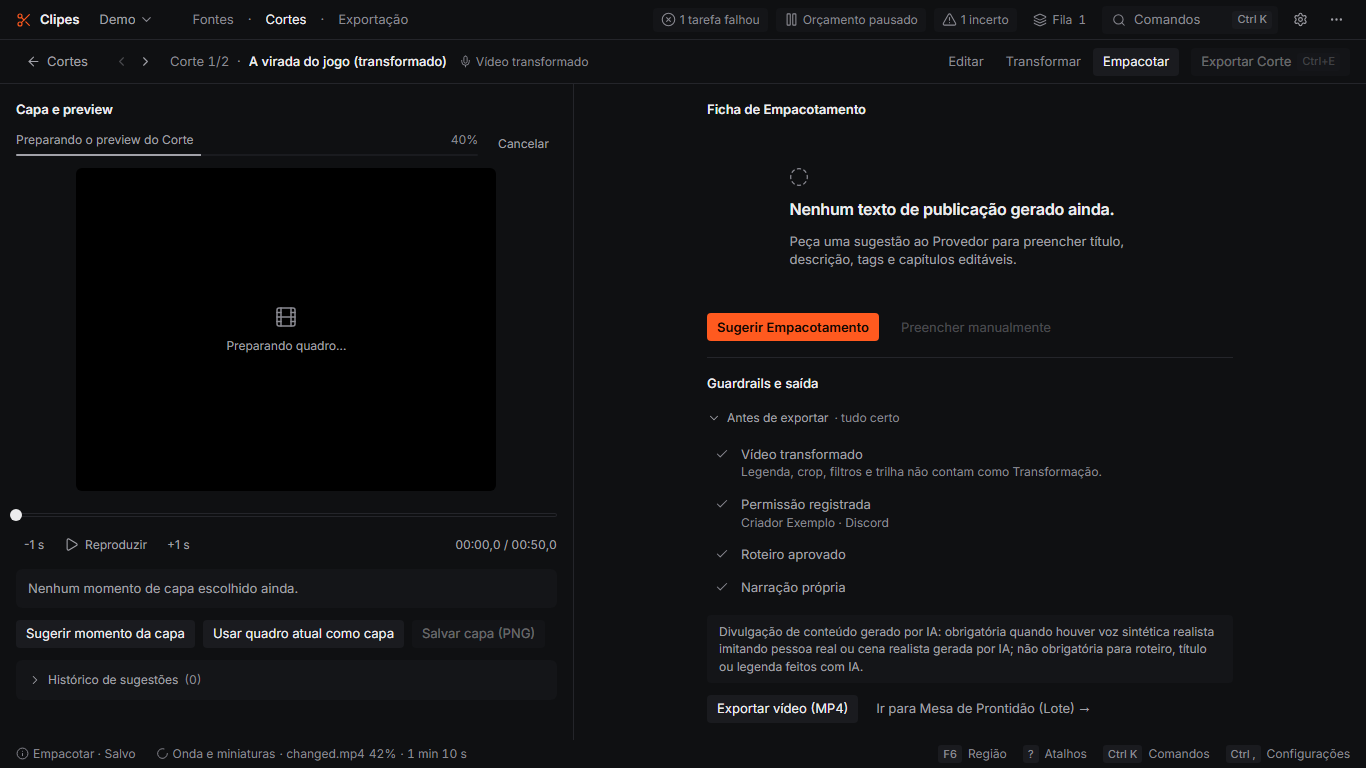 Clipes Demo Fontes · Cortes · Exportação 1 tarefa falhou Orçamento pausado 1 incerto Fila 1 Comandos Ctrl K
Cortes Corte 1/2 · A virada do jogo (transformado) Vídeo transformado Editar Transformar Empacotar Exportar Corte Ctrl+E
Capa e preview
Preparando o preview do Corte 40% Cancelar
Preparando quadro...
00:00,0 / 00:50,0
-1 s Reproduzir +1 s
Nenhum momento de capa escolhido ainda.
Sugerir momento da capa Usar quadro atual como capa Salvar capa (PNG)
Histórico de sugestões (0)
Ficha de Empacotamento
Nenhum texto de publicação gerado ainda.
Peça uma sugestão ao Provedor para preencher título,
descrição, tags e capítulos editáveis.
Sugerir Empacotamento Preencher manualmente
Guardrails e saída
Antes de exportar · tudo certo
Vídeo transformado
Legenda, crop, filtros e trilha não contam como Transformação.
Permissão registrada
Criador Exemplo · Discord
Roteiro aprovado
Narração própria
Divulgação de conteúdo gerado por IA: obrigatória quando houver voz sintética realista
imitando pessoa real ou cena realista gerada por IA; não obrigatória para roteiro, título
ou legenda feitos com IA.
Exportar vídeo (MP4) Ir para Mesa de Prontidão (Lote) →
Empacotar · Salvo Onda e miniaturas · changed.mp4 42% · 1 min 10 s F6 Região ? Atalhos Ctrl K Comandos Ctrl , Configurações